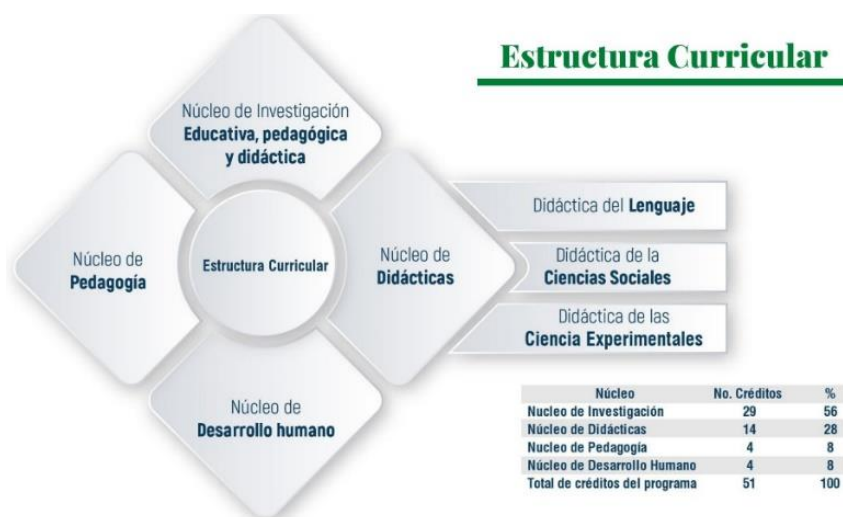 Estructura Curricular
Núcleo de Investigación
Educativa, pedagógica
y didáctica
Núcleo de
Pedagogía
Estructura Curricular
Núcleo de
Didácticas
Didáctica del Lenguaje
Didáctica de la
Ciencias Sociales
Didáctica de las
Ciencia Experimentales
Núcleo de
Desarrollo humano
Núcleo No. Créditos %
Nucleo de Investigación 29 56
Núcleo de Didácticas 14 28
Nucleo de Pedagogía 4 8
Núcleo de Desarrollo Humano 4 8
Total de créditos del programa 51 100